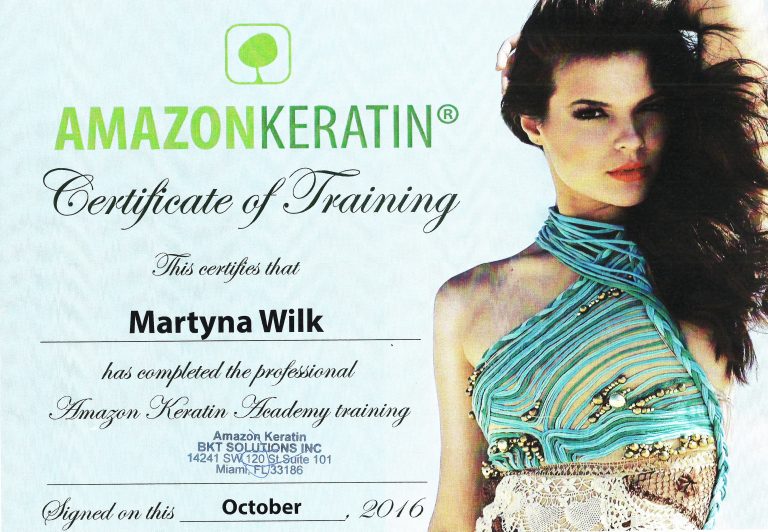 AMAZONKERATIN®
Certificate of Training
This certifies that
Martyna Wilk
has completed the professional
Amazon Keratin Academy training
Amazon Keratin
BKT SOLUTIONS INC
14241 SW 120 St Suite 101
Miami, FL 33186
Signed on this October, 2016